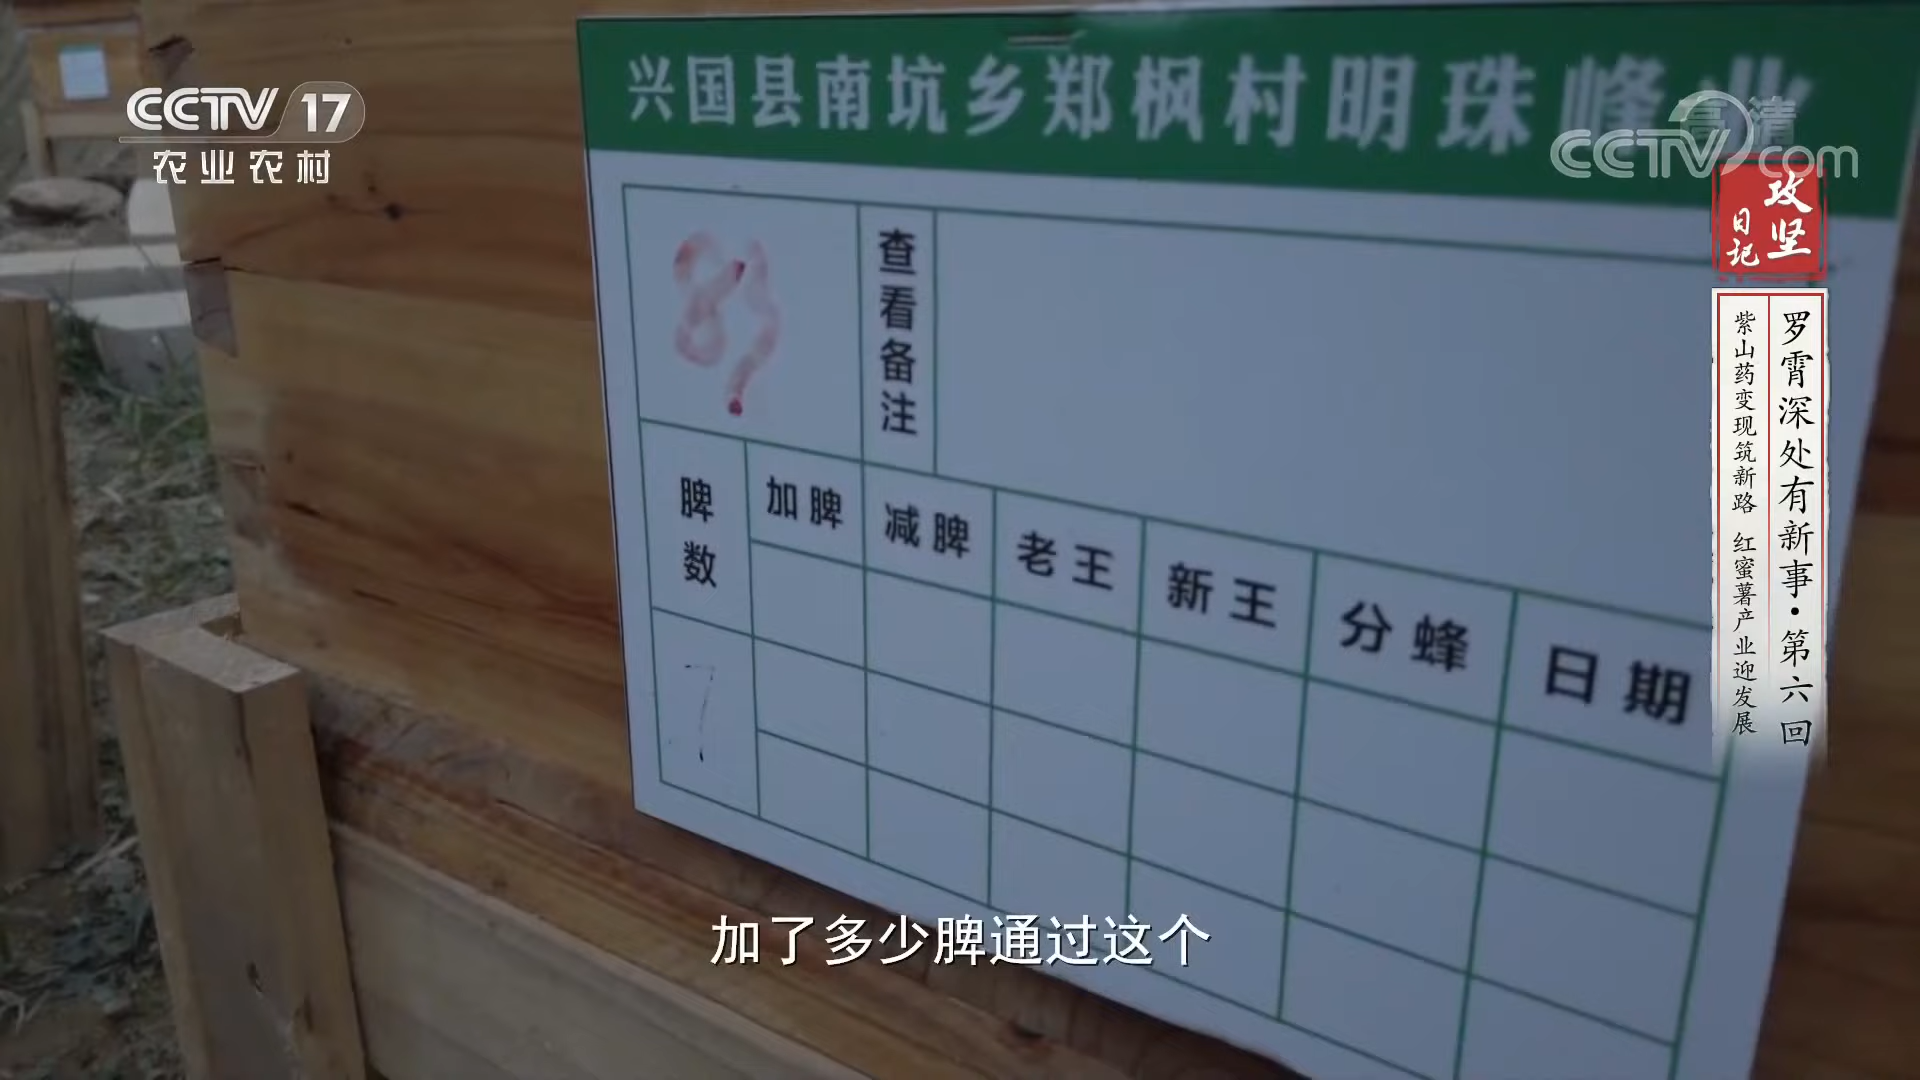 CCTV 17
农业农村
高清
CCTV.com
攻坚
日记
罗霄深处有新事·第六回
紫山药变现筑新路 红蜜薯产业迎发展
兴国县南坑乡郑枫村明珠峰业
89
查看备注
脾数
加脾
减脾
老王
新王
分蜂
日期
7
加了多少脾通过这个